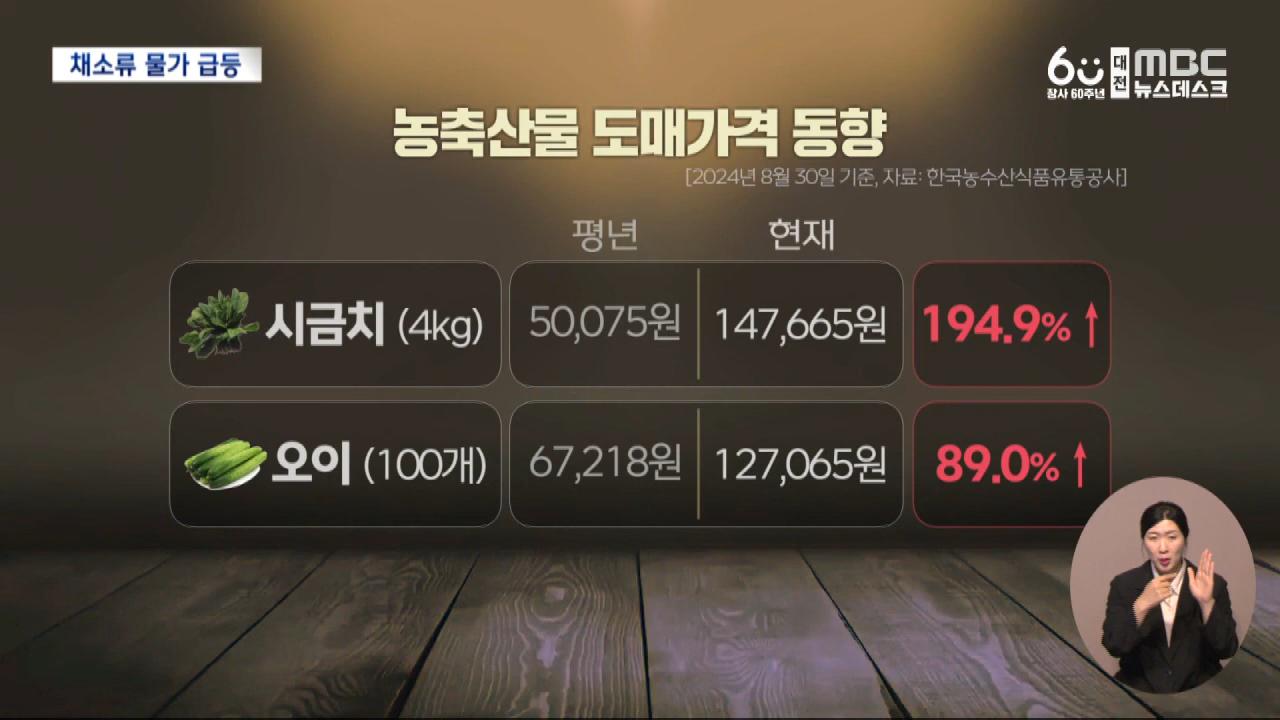 채소류 물가 급등
60 창사 60주년
대전 MBC 뉴스데스크
농축산물 도매가격 동향
[2024년 8월 30일 기준, 자료: 한국농수산식품유통공사]
평년 현재
시금치 (4kg) 50,075원 147,665원 194.9% ↑
오이 (100개) 67,218원 127,065원 89.0% ↑